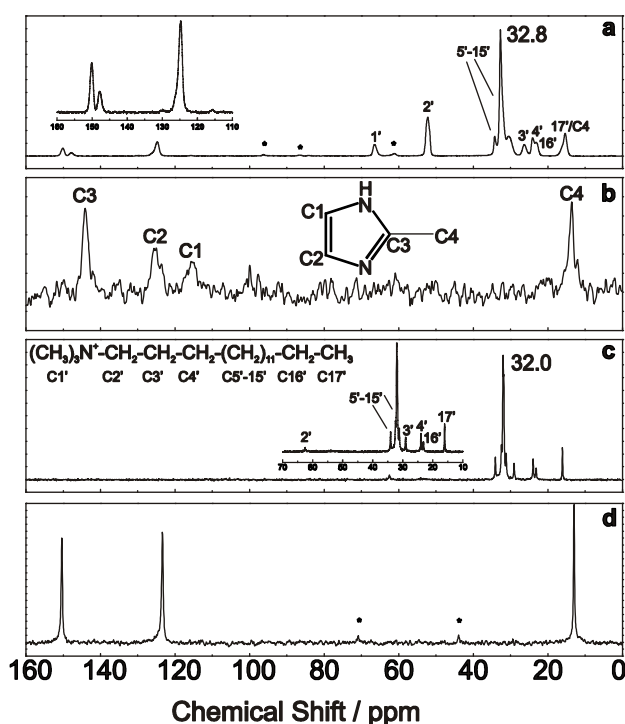 a
32.8
5'-15'
2'
1'
3'
4'
16'
17'/C4
160 150 140 130 120 110
b
C3
C2
C1
C4
H
N
C1
C3
C4
C2
N
c
(CH₃)₃N⁺-CH₂-CH₂-CH₂-(CH₂)₁₁-CH₂-CH₃
C1' C2' C3' C4' C5'-15' C16' C17'
32.0
5'-15'
2'
3'
4'
16'
17'
70 60 50 40 30 20 10
d
160 140 120 100 80 60 40 20 0
Chemical Shift / ppm